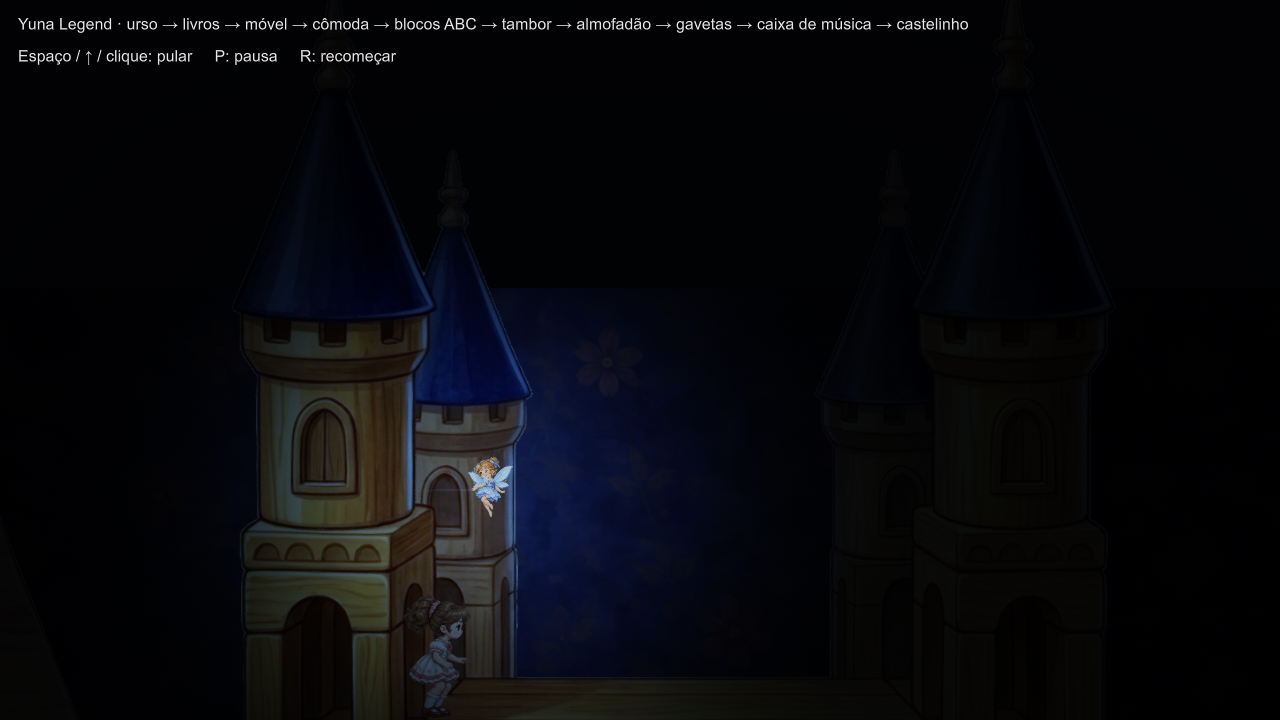 Yuna Legend · urso → livros → móvel → cômoda → blocos ABC → tambor → almofadão → gavetas → caixa de música → castelinho
Espaço / ↑ / clique: pular P: pausa R: recomeçar